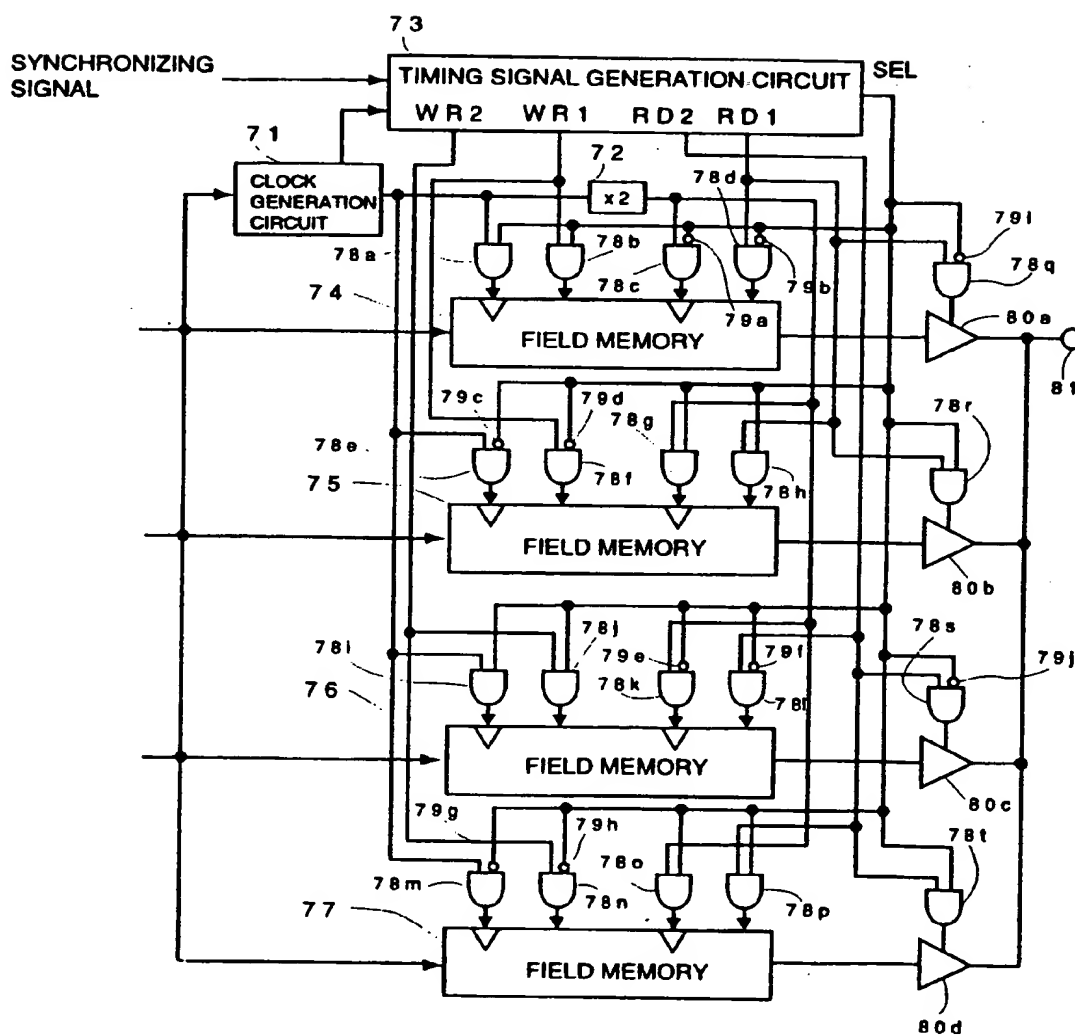 73
SYNCHRONIZING
SIGNAL
TIMING SIGNAL GENERATION CIRCUIT
SEL
WR2 WR1 RD2 RD1
71
CLOCK
GENERATION
CIRCUIT
72
x2
78d
79i
78a
78b
78c
79b
78q
74
79a
80a
FIELD MEMORY
81
79c
79d
78g
78r
78e
78f
78h
75
FIELD MEMORY
80b
78i
78j
79e
79f
78s
79j
76
78k
78l
FIELD MEMORY
80c
79g
79h
78o
78t
78m
78n
78p
77
FIELD MEMORY
80d